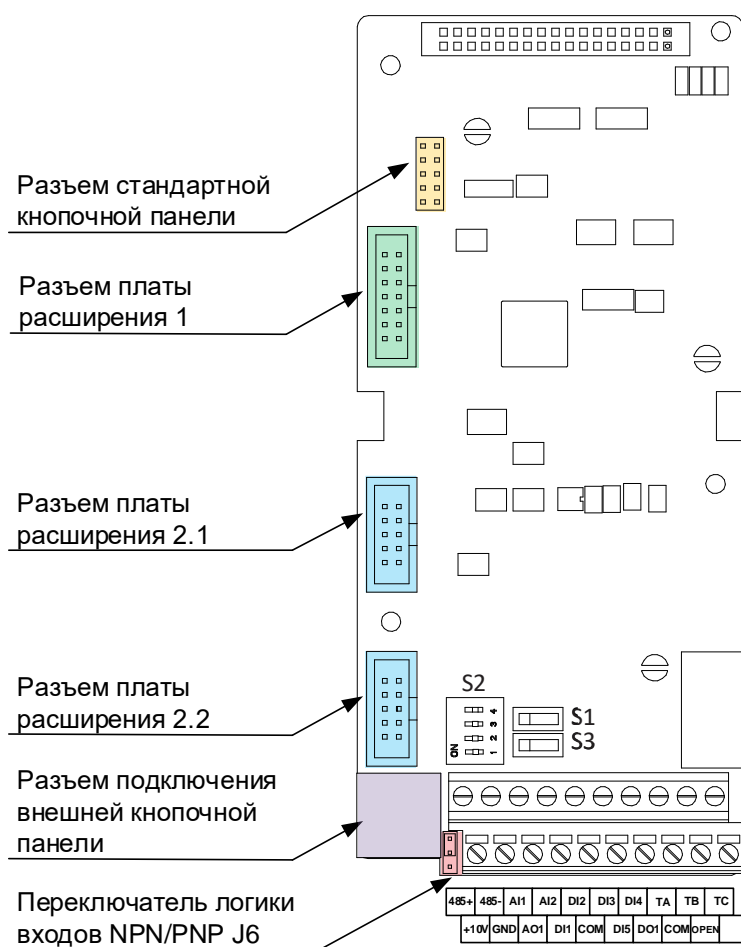 Разъем стандартной
кнопочной панели
Разъем платы
расширения 1
Разъем платы
расширения 2.1
Разъем платы
расширения 2.2
S2
4
3
2
1
ON
S1
S3
Разъем подключения
внешней кнопочной
панели
Переключатель логики
входов NPN/PNP J6
485+ 485- AI1 AI2 DI2 DI3 DI4 TA TB TC
+10V GND AO1 DI1 COM DI5 DO1 COM OPEN